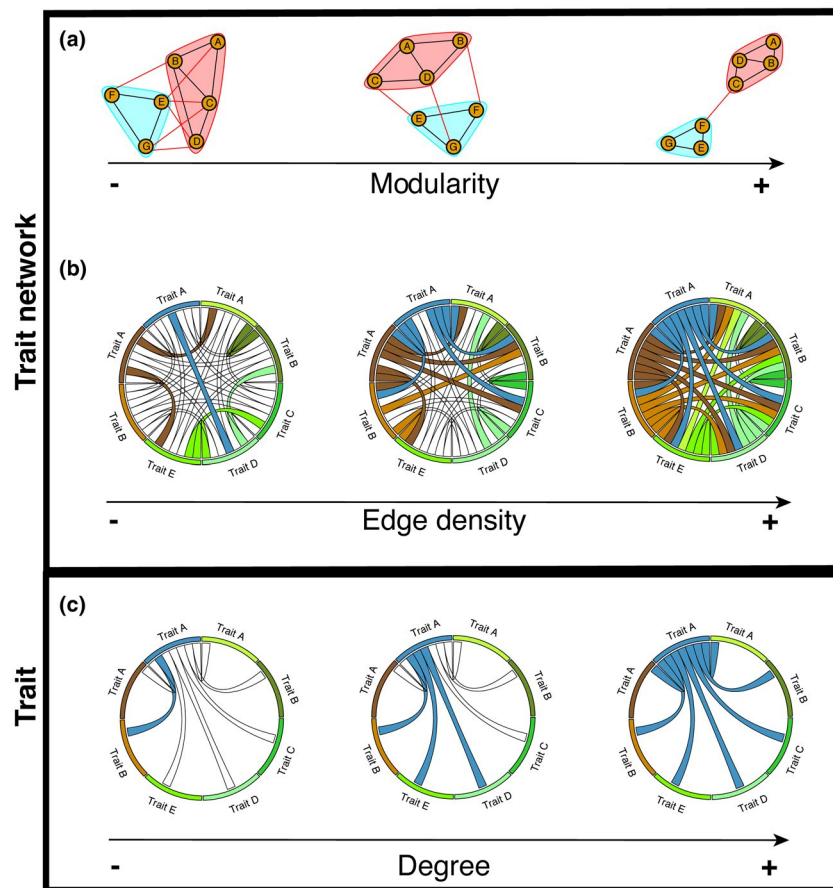 Trait network
(a)
A
B
F
E
C
G
D
A
B
C
D
E
F
G
A
D
B
C
F
G
E
- Modularity +
(b)
Trait A
Trait A
Trait A
Trait B
Trait B
Trait C
Trait E
Trait D
Trait A
Trait A
Trait A
Trait B
Trait B
Trait C
Trait E
Trait D
Trait A
Trait A
Trait A
Trait B
Trait B
Trait C
Trait E
Trait D
- Edge density +
Trait
(c)
Trait A
Trait A
Trait A
Trait B
Trait B
Trait C
Trait E
Trait D
Trait A
Trait A
Trait A
Trait B
Trait B
Trait C
Trait E
Trait D
Trait A
Trait A
Trait A
Trait B
Trait B
Trait C
Trait E
Trait D
- Degree +